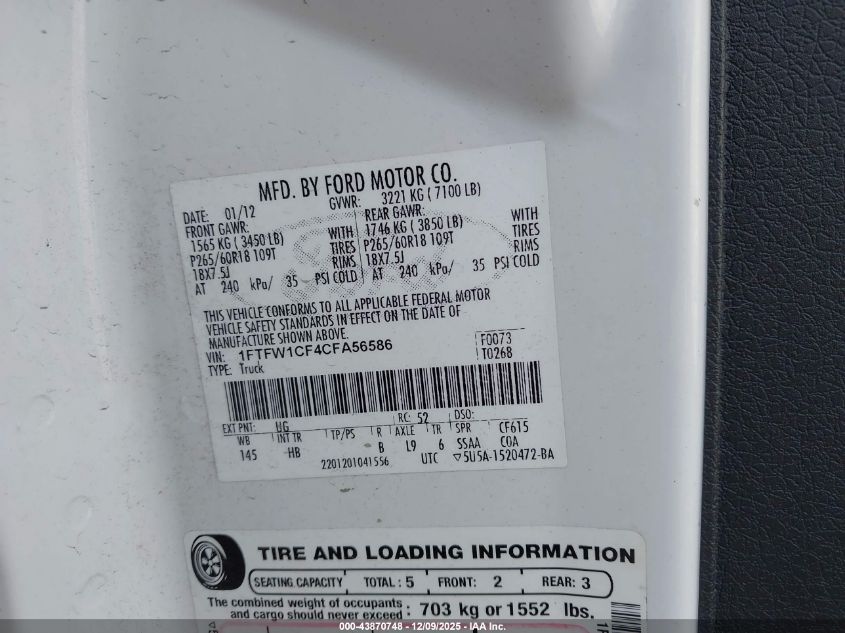 MFD. BY FORD MOTOR CO.
DATE: 01/12 GVWR: 3221 KG ( 7100 LB)
FRONT GAWR: REAR GAWR:
1565 KG ( 3450 LB) WITH 1746 KG ( 3850 LB) WITH
P265/60R18 109T TIRES P265/60R18 109T TIRES
18X7.5J RIMS 18X7.5J RIMS
AT 240 kPa/ 35 PSI COLD AT 240 kPa/ 35 PSI COLD
THIS VEHICLE CONFORMS TO ALL APPLICABLE FEDERAL MOTOR
VEHICLE SAFETY STANDARDS IN EFFECT ON THE DATE OF
MANUFACTURE SHOWN ABOVE.
VIN: 1FTFW1CF4CFA56586 F0073
TYPE: Truck T0268
EXT PNT: UG RC: 52 DSO:
WB INT TR TP/PS R AXLE TR SPR CF615
145 HB B L9 6 SSAA COA
2201201041556 UTC ▽5U5A-1520472-BA
TIRE AND LOADING INFORMATION
SEATING CAPACITY TOTAL : 5 FRONT: 2 REAR: 3
The combined weight of occupants and cargo should never exceed : 703 kg or 1552 lbs.
000-43870748 - 12/09/2025 - IAA Inc.